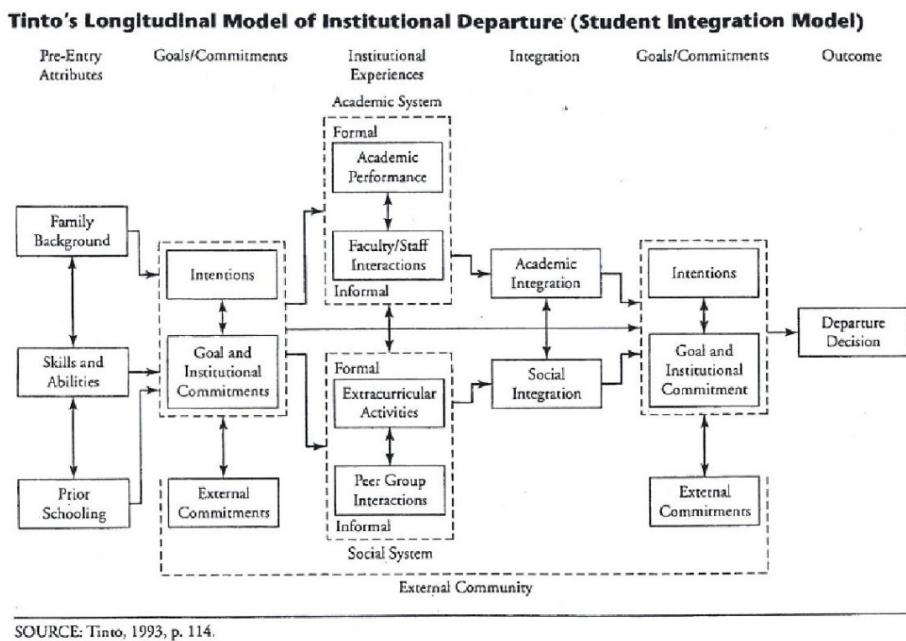 Tinto's Longitudinal Model of Institutional Departure (Student Integration Model)
Pre-Entry
Attributes
Goals/Commitments
Institutional
Experiences
Integration
Goals/Commitments
Outcome
Academic System
Formal
Academic
Performance
Faculty/Staff
Interactions
Informal
Family
Background
Skills and
Abilities
Prior
Schooling
Intentions
Goal and
Institutional
Commitments
External
Commitments
Formal
Extracurricular
Activities
Peer Group
Interactions
Informal
Social System
Academic
Integration
Social
Integration
Intentions
Goal and
Institutional
Commitment
External
Commitments
Departure
Decision
External Community
SOURCE: Tinto, 1993, p. 114.